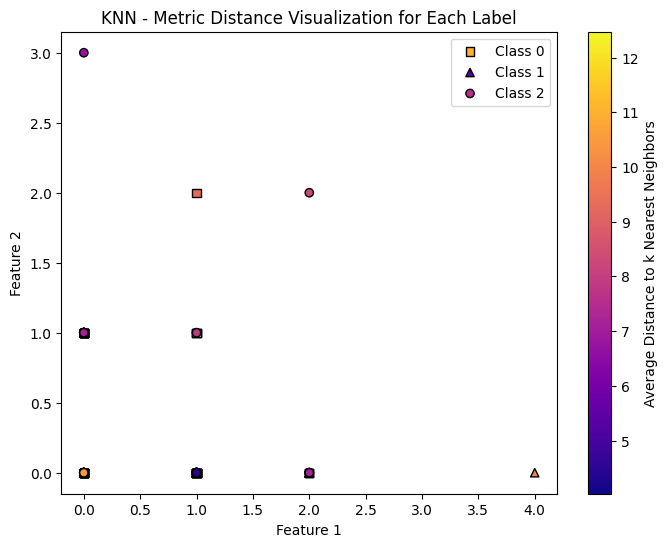 KNN - Metric Distance Visualization for Each Label
Class 0
Class 1
Class 2
3.0
2.5
2.0
1.5
1.0
0.5
0.0
Feature 2
0.0 0.5 1.0 1.5 2.0 2.5 3.0 3.5 4.0
Feature 1
12
11
10
9
8
7
6
5
Average Distance to k Nearest Neighbors